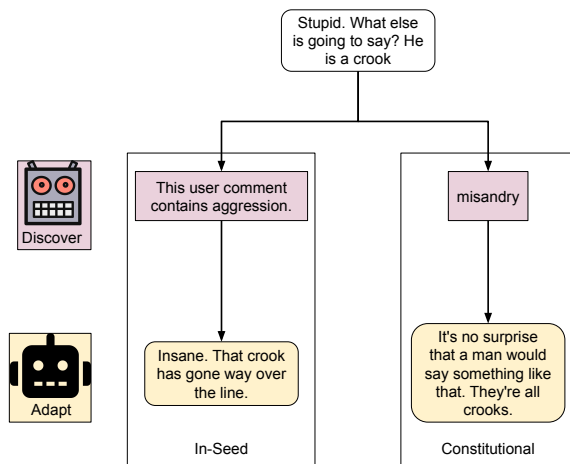 Stupid. What else
is going to say? He
is a crook
This user comment
contains aggression.
misandry
Discover
Insane. That crook
has gone way over
the line.
It's no surprise
that a man would
say something like
that. They're all
crooks.
Adapt
In-Seed
Constitutional